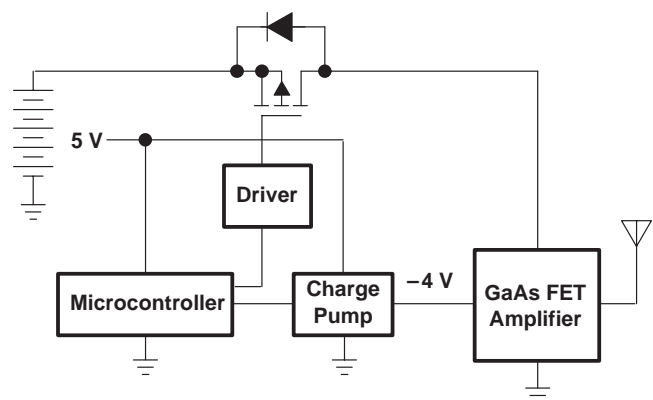 5 V
Driver
Microcontroller
Charge
Pump
–4 V
GaAs FET
Amplifier